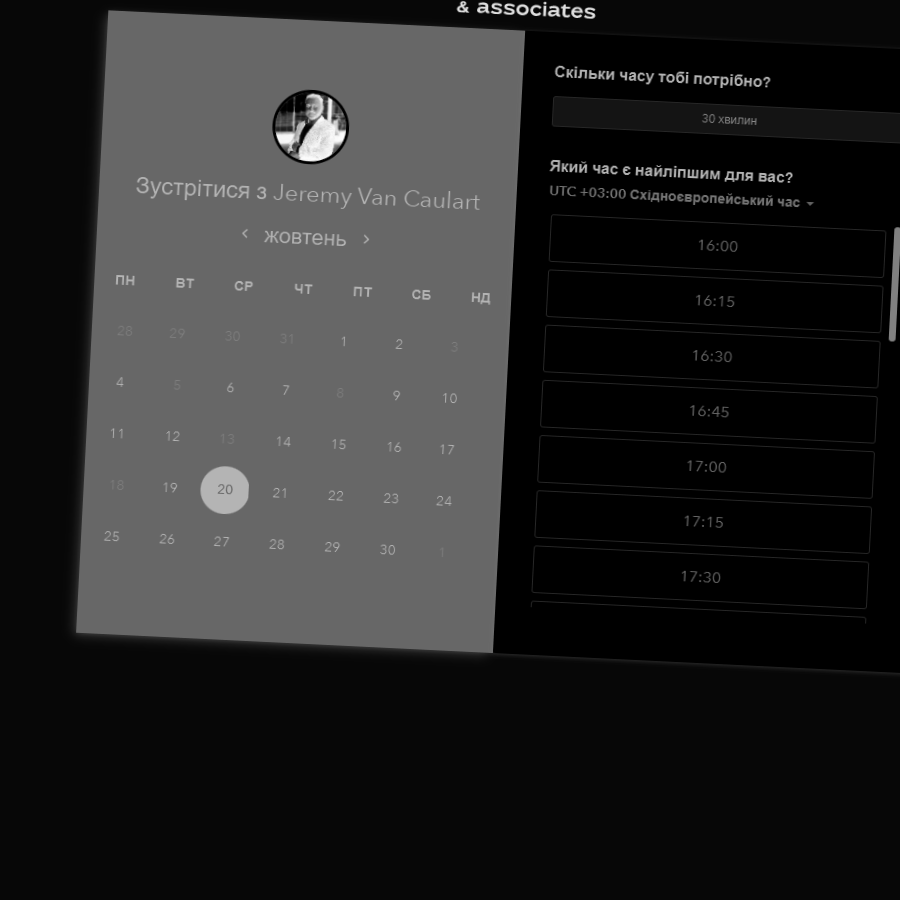 & associates
Зустрітися з Jeremy Van Caulart
жовтень
ПН ВТ СР ЧТ ПТ СБ НД
28 29 30 31 1 2 3
4 5 6 7 8 9 10
11 12 13 14 15 16 17
18 19 20 21 22 23 24
25 26 27 28 29 30 1
Скільки часу тобі потрібно?
30 хвилин
Який час є найліпшим для вас?
UTC +03:00 Східноєвропейський час
16:00
16:15
16:30
16:45
17:00
17:15
17:30